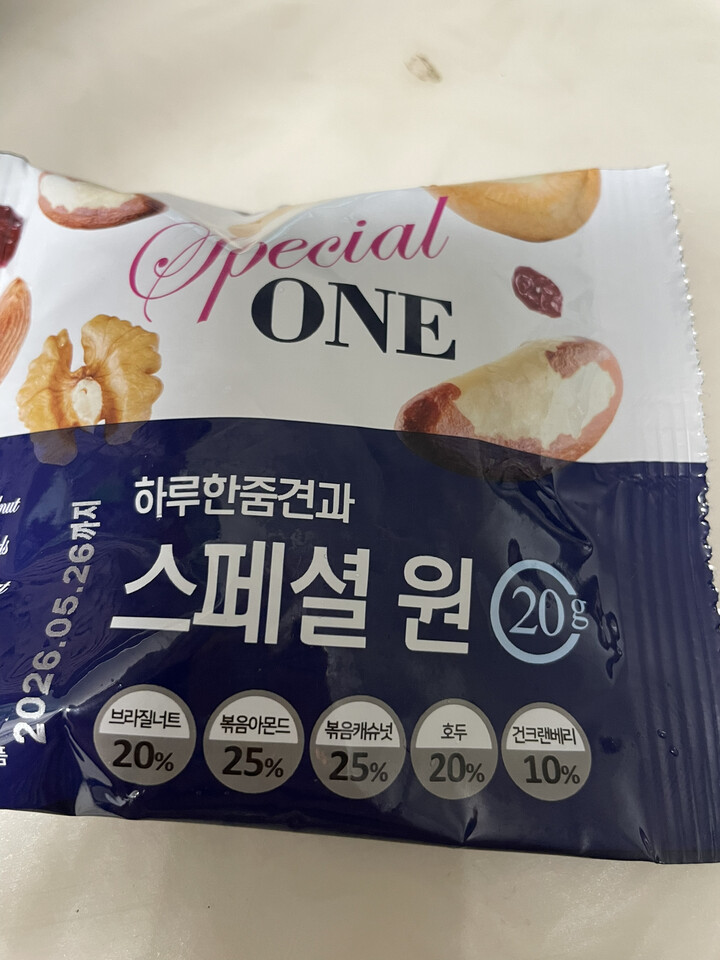 Special
ONE
하루한줌견과
스페셜 원
20g
2026.05.26까지
브라질너트
20%
볶음아몬드
25%
볶음캐슈넛
25%
호두
20%
건크랜베리
10%